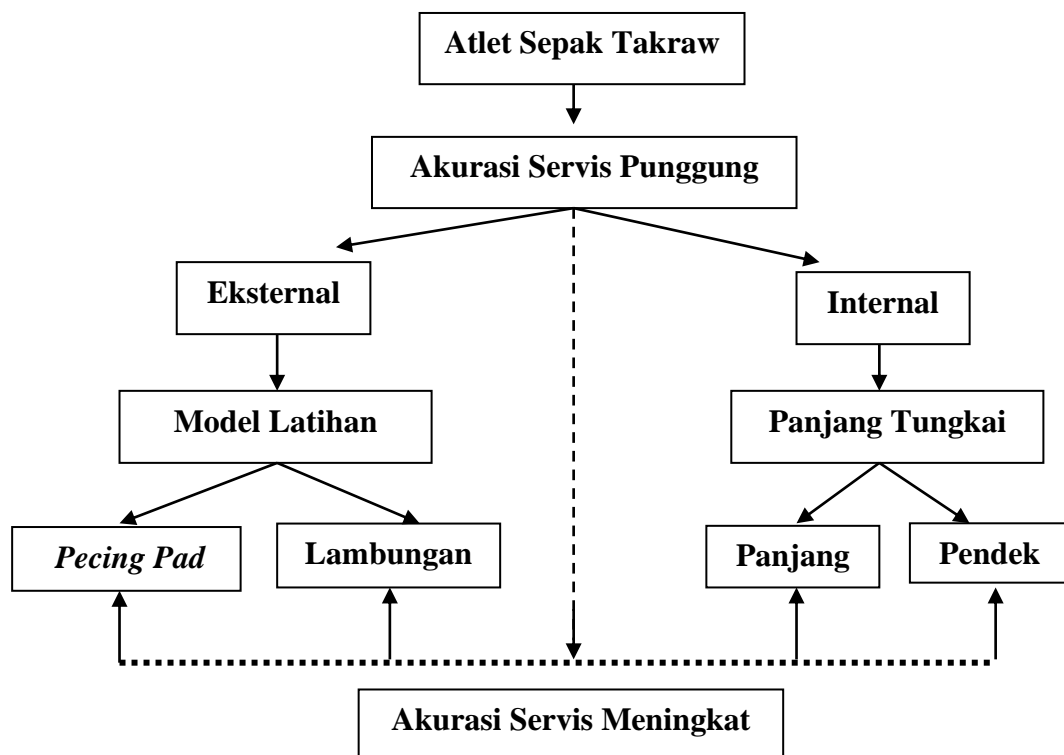 Atlet Sepak Takraw
Akurasi Servis Punggung
Eksternal
Internal
Model Latihan
Panjang Tungkai
Pecing Pad
Lambungan
Panjang
Pendek
Akurasi Servis Meningkat